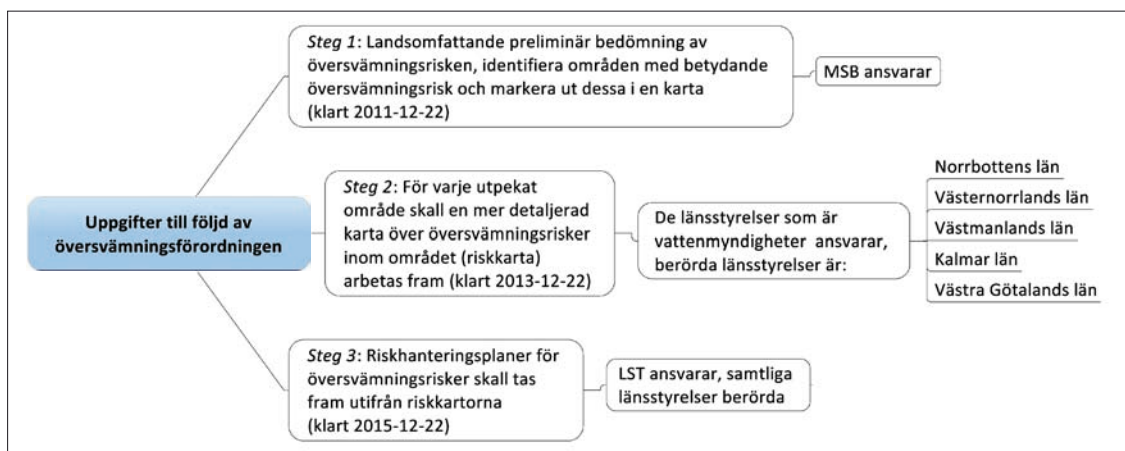 Steg 1: Landsomfattande preliminär bedömning av
översvämningsrisken, identifiera områden med betydande
översvämningsrisk och markera ut dessa i en karta
(klart 2011-12-22)
MSB ansvarar
Uppgifter till följd av
översvämningsförordningen
Steg 2: För varje utpekat
område skall en mer detaljerad
karta över översvämningsrisker
inom området (riskkarta)
arbetas fram (klart 2013-12-22)
De länsstyrelser som är
vattenmyndigheter ansvarar,
berörda länsstyrelser är:
Norrbottens län
Västernorrlands län
Västmanlands län
Kalmar län
Västra Götalands län
Steg 3: Riskhanteringsplaner för
översvämningsrisker skall tas
fram utifrån riskkartorna
(klart 2015-12-22)
LST ansvarar, samtliga
länsstyrelser berörda